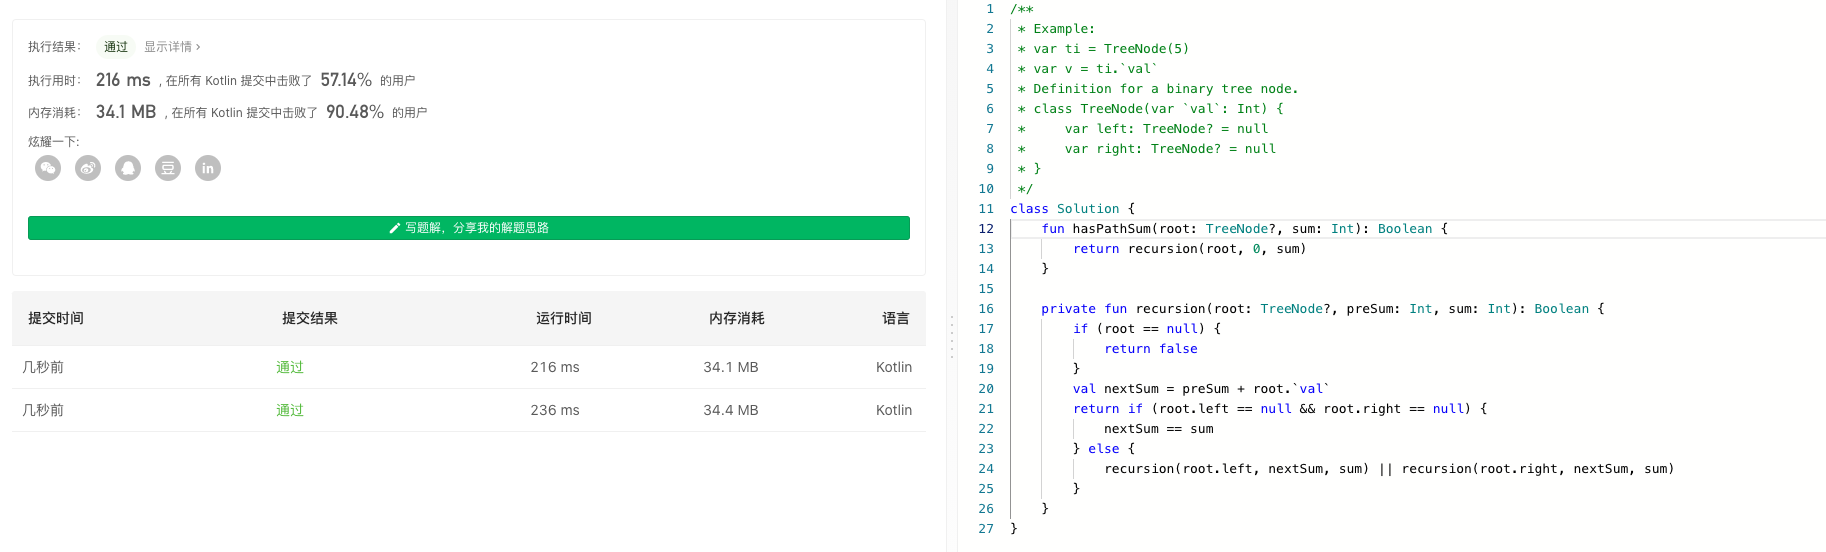 执行结果： 通过 显示详情 ›
执行用时： 216 ms ，在所有 Kotlin 提交中击败了 57.14% 的用户
内存消耗： 34.1 MB ，在所有 Kotlin 提交中击败了 90.48% 的用户
炫耀一下:
写题解，分享我的解题思路
提交时间 提交结果 运行时间 内存消耗 语言
几秒前 通过 216 ms 34.1 MB Kotlin
几秒前 通过 236 ms 34.4 MB Kotlin
1 /**
2  * Example:
3  * var ti = TreeNode(5)
4  * var v = ti.`val`
5  * Definition for a binary tree node.
6  * class TreeNode(var `val`: Int) {
7  *     var left: TreeNode? = null
8  *     var right: TreeNode? = null
9  * }
10  */
11 class Solution {
12     fun hasPathSum(root: TreeNode?, sum: Int): Boolean {
13         return recursion(root, 0, sum)
14     }
15
16     private fun recursion(root: TreeNode?, preSum: Int, sum: Int): Boolean {
17         if (root == null) {
18             return false
19         }
20         val nextSum = preSum + root.`val`
21         return if (root.left == null && root.right == null) {
22             nextSum == sum
23         } else {
24             recursion(root.left, nextSum, sum) || recursion(root.right, nextSum, sum)
25         }
26     }
27 }